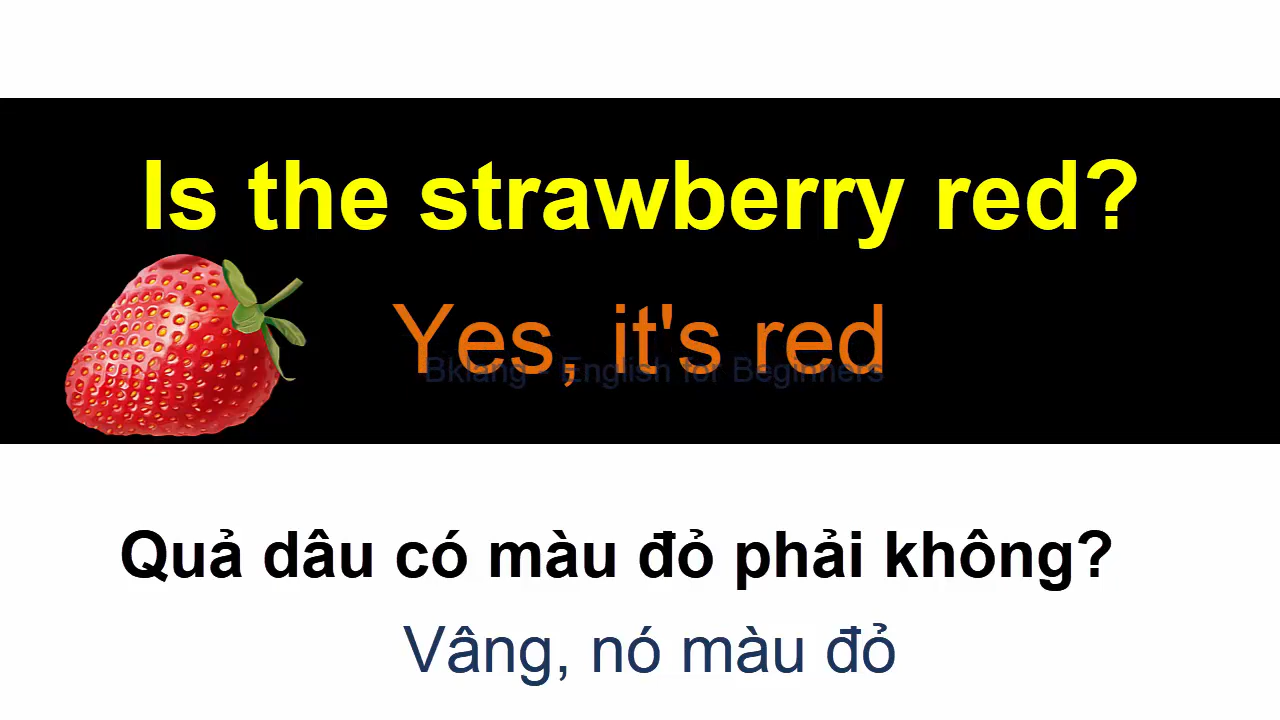 Is the strawberry red?
Yes, it's red
Bklang - English for Beginners
Quả dâu có màu đỏ phải không?
Vâng, nó màu đỏ